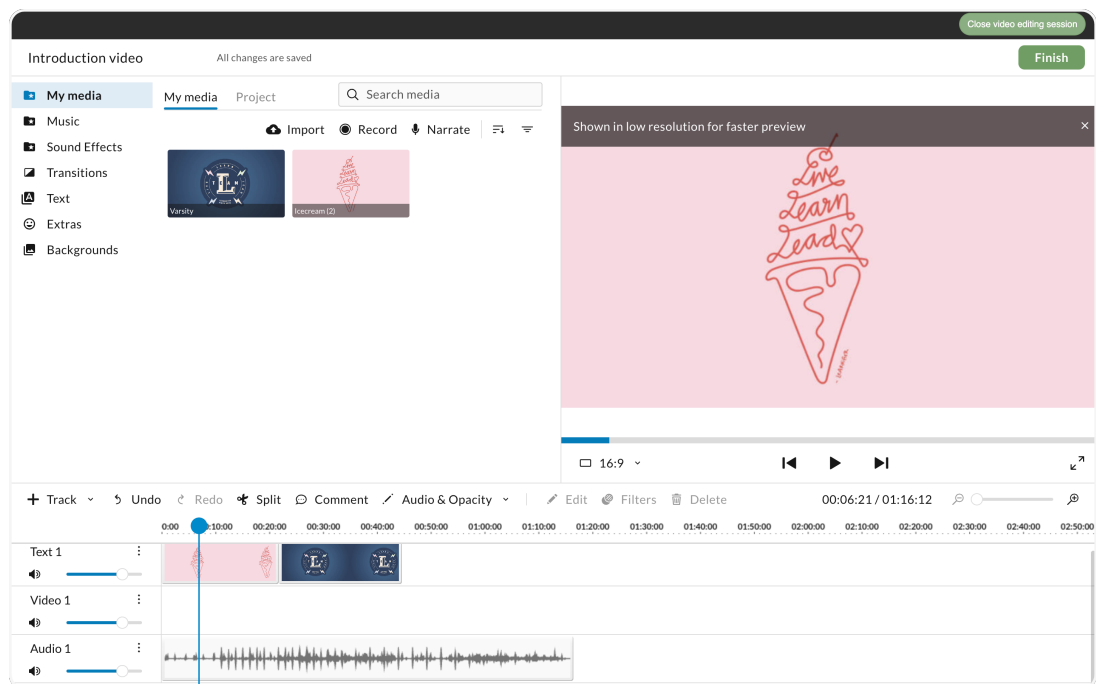 Close video editing session
Introduction video
All changes are saved
Finish
My media
Music
Sound Effects
Transitions
Text
Extras
Backgrounds
My media Project
Search media
Import Record Narrate
TEAM
L
Varsity
Live
Learn
Lead
Icecream (2)
Shown in low resolution for faster preview
Live
Learn
Lead
16:9
Track Undo Redo Split Comment Audio & Opacity Edit Filters Delete 00:06:21 / 01:16:12
0:00 :10:00 00:20:00 00:30:00 00:40:00 00:50:00 01:00:00 01:10:00 01:20:00 01:30:00 01:40:00 01:50:00 02:00:00 02:10:00 02:20:00 02:30:00 02:40:00 02:50:00
Text 1
L L
Video 1
Audio 1